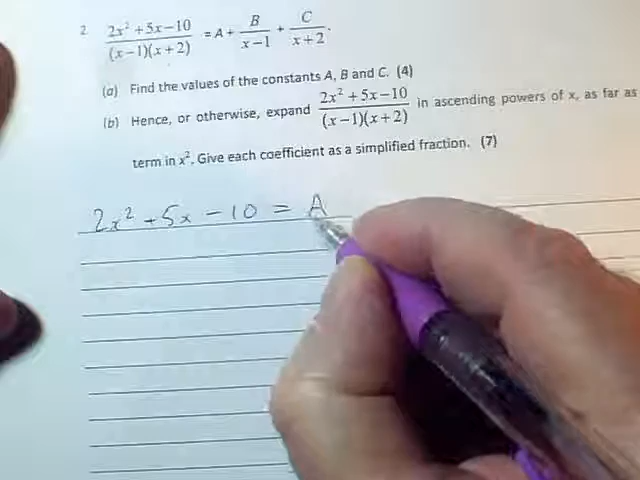 2. (2x² + 5x − 10)/((x − 1)(x + 2)) = A + B/(x − 1) + C/(x + 2).
(a) Find the values of the constants A, B and C. (4)
(b) Hence, or otherwise, expand (2x² + 5x − 10)/((x − 1)(x + 2)) in ascending powers of x, as far as
term in x². Give each coefficient as a simplified fraction. (7)
2x² + 5x − 10 = A